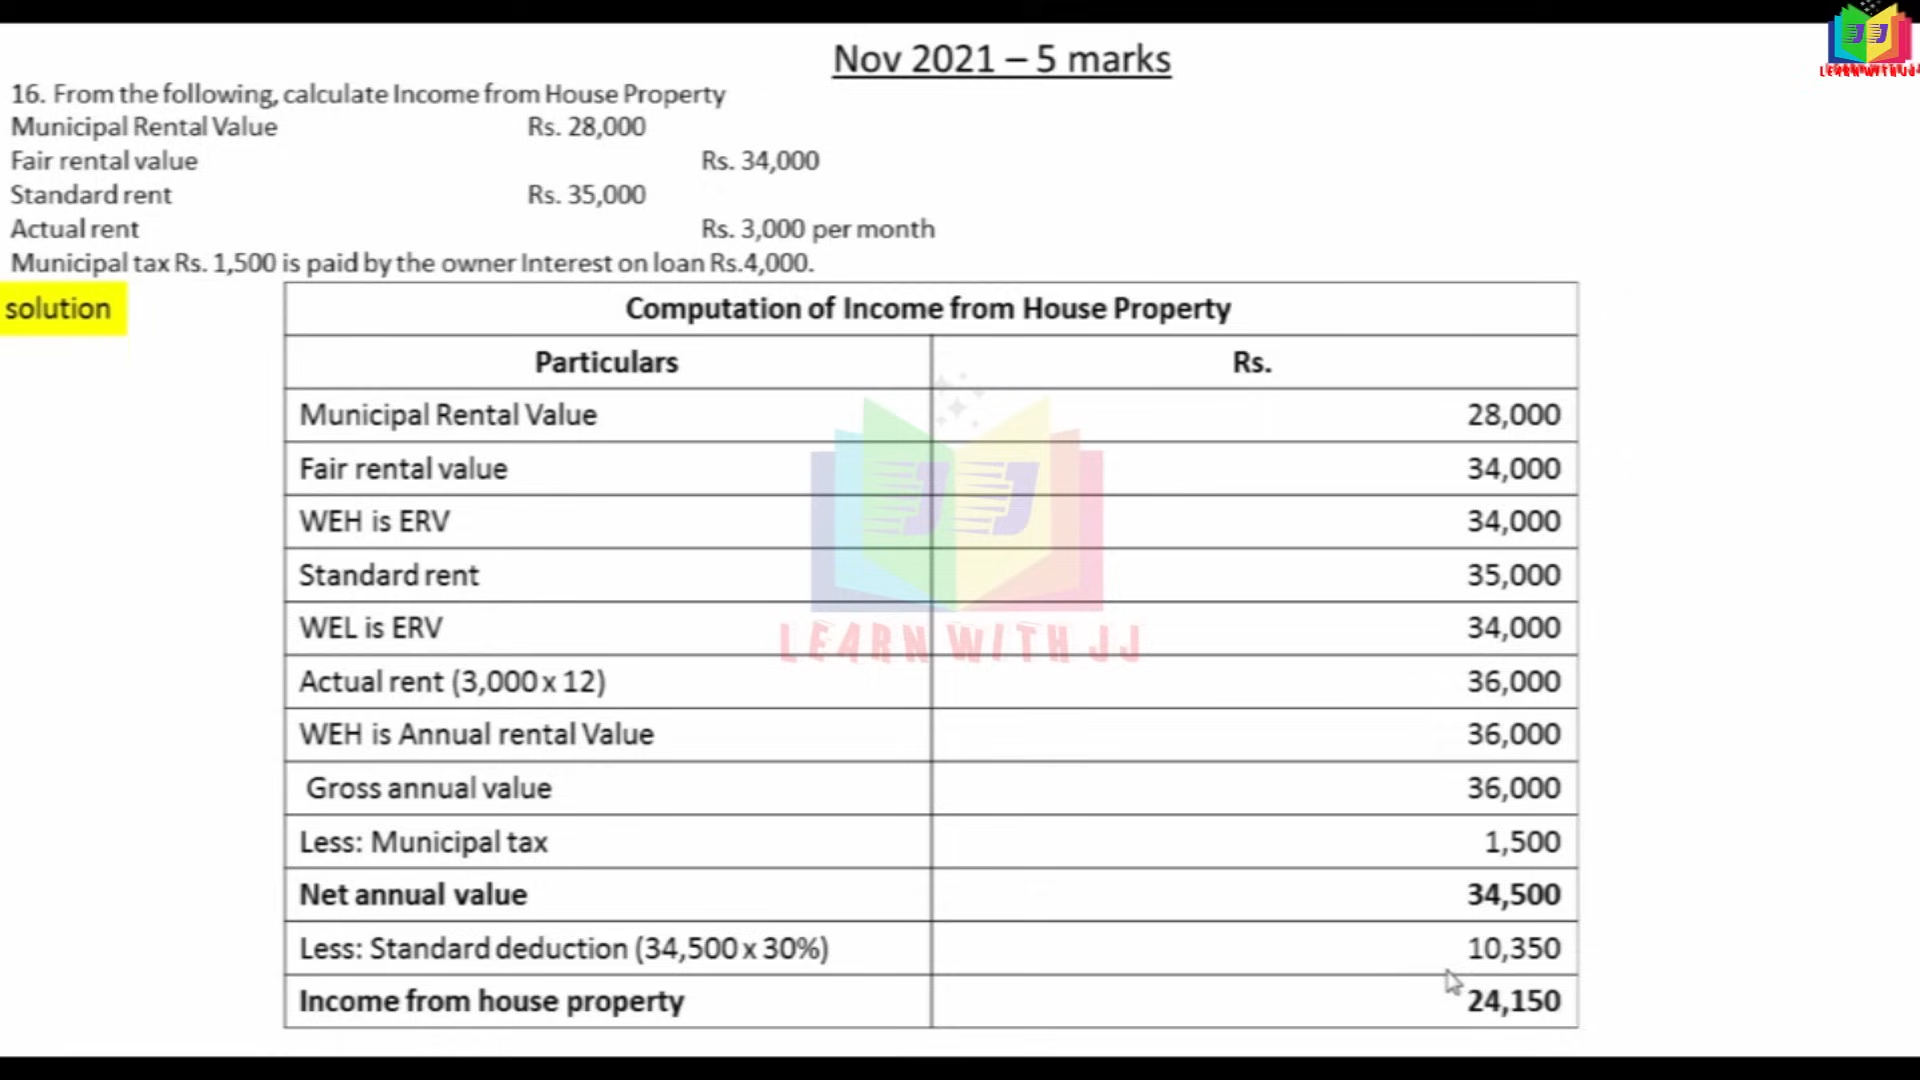 Nov 2021 – 5 marks
LEARN WITH JJ
16. From the following, calculate Income from House Property
Municipal Rental Value Rs. 28,000
Fair rental value Rs. 34,000
Standard rent Rs. 35,000
Actual rent Rs. 3,000 per month
Municipal tax Rs. 1,500 is paid by the owner Interest on loan Rs.4,000.
solution
Computation of Income from House Property
Particulars Rs.
Municipal Rental Value 28,000
Fair rental value 34,000
WEH is ERV 34,000
Standard rent 35,000
WEL is ERV 34,000
LEARN WITH JJ
Actual rent (3,000 x 12) 36,000
WEH is Annual rental Value 36,000
Gross annual value 36,000
Less: Municipal tax 1,500
Net annual value 34,500
Less: Standard deduction (34,500 x 30%) 10,350
Income from house property 24,150